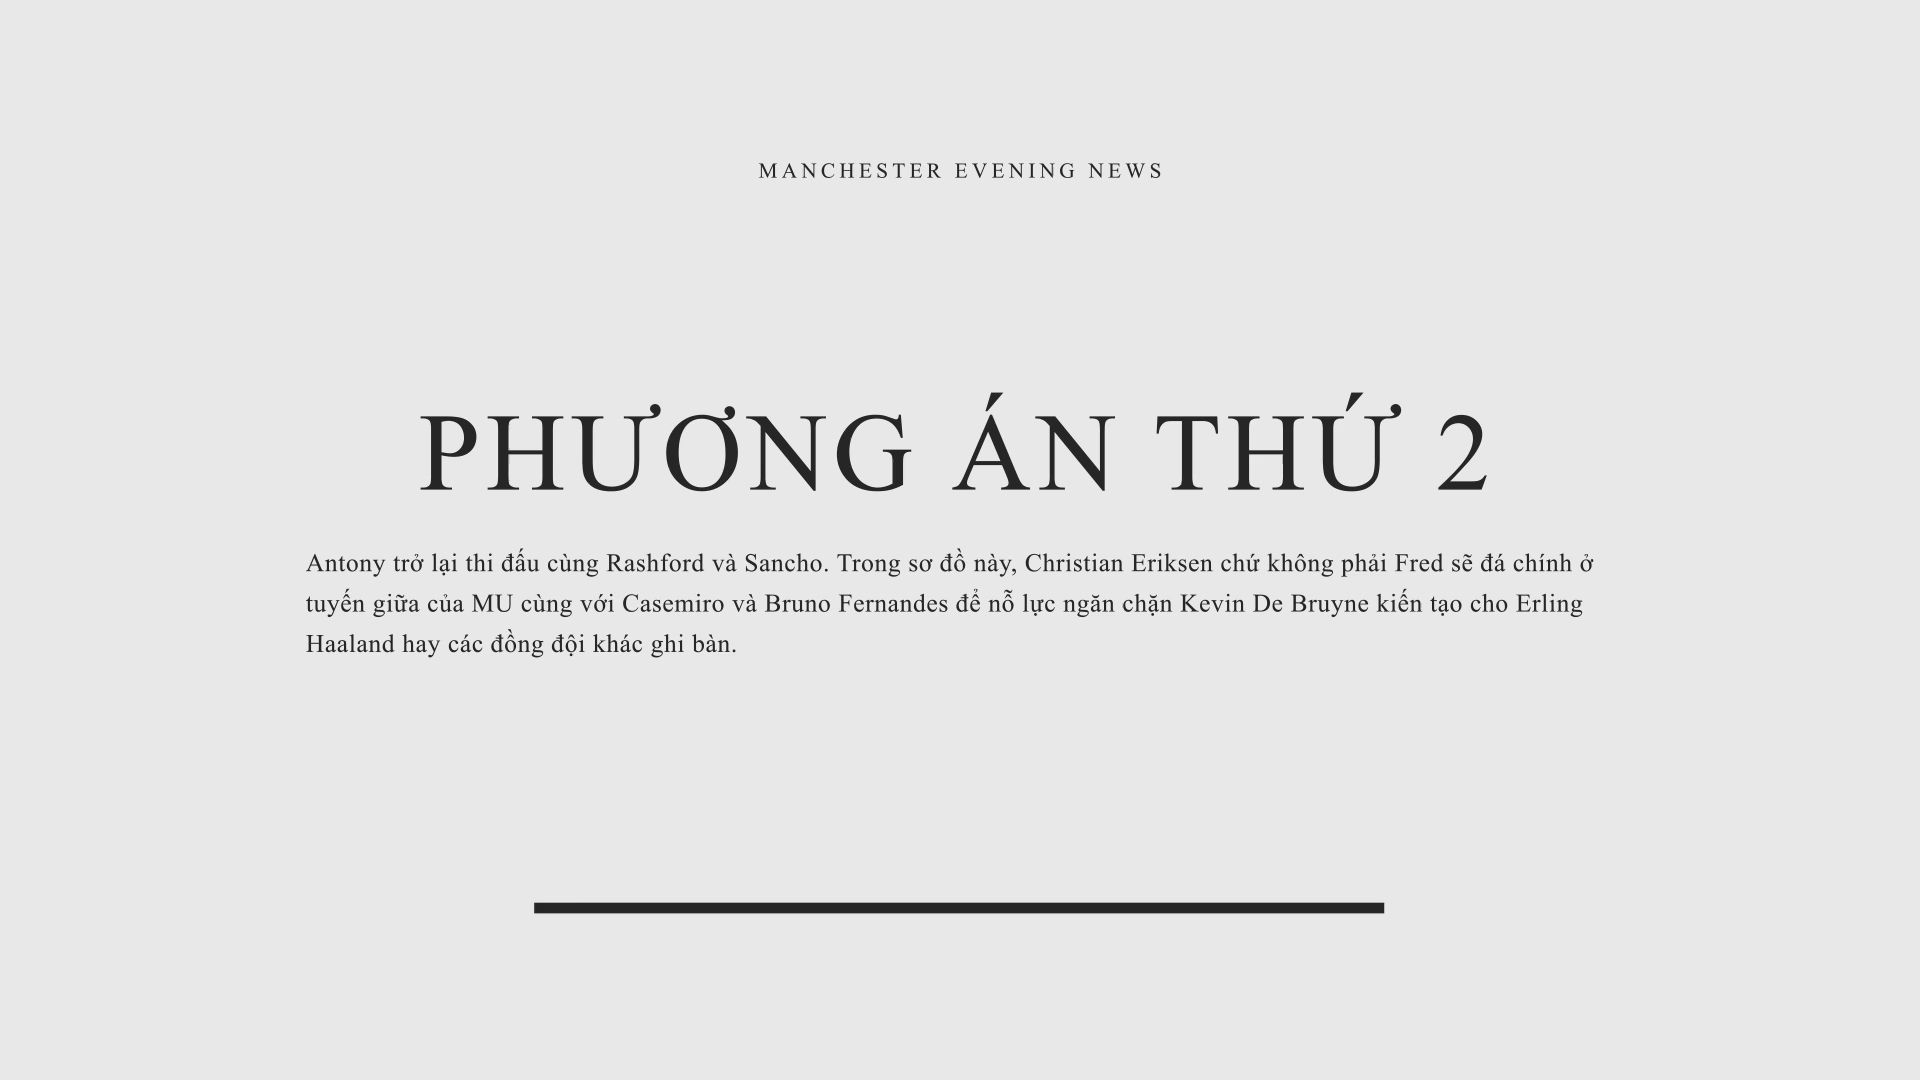 MANCHESTER EVENING NEWS
PHƯƠNG ÁN THỨ 2
Antony trở lại thi đấu cùng Rashford và Sancho. Trong sơ đồ này, Christian Eriksen chứ không phải Fred sẽ đá chính ở
tuyến giữa của MU cùng với Casemiro và Bruno Fernandes để nỗ lực ngăn chặn Kevin De Bruyne kiến tạo cho Erling
Haaland hay các đồng đội khác ghi bàn.